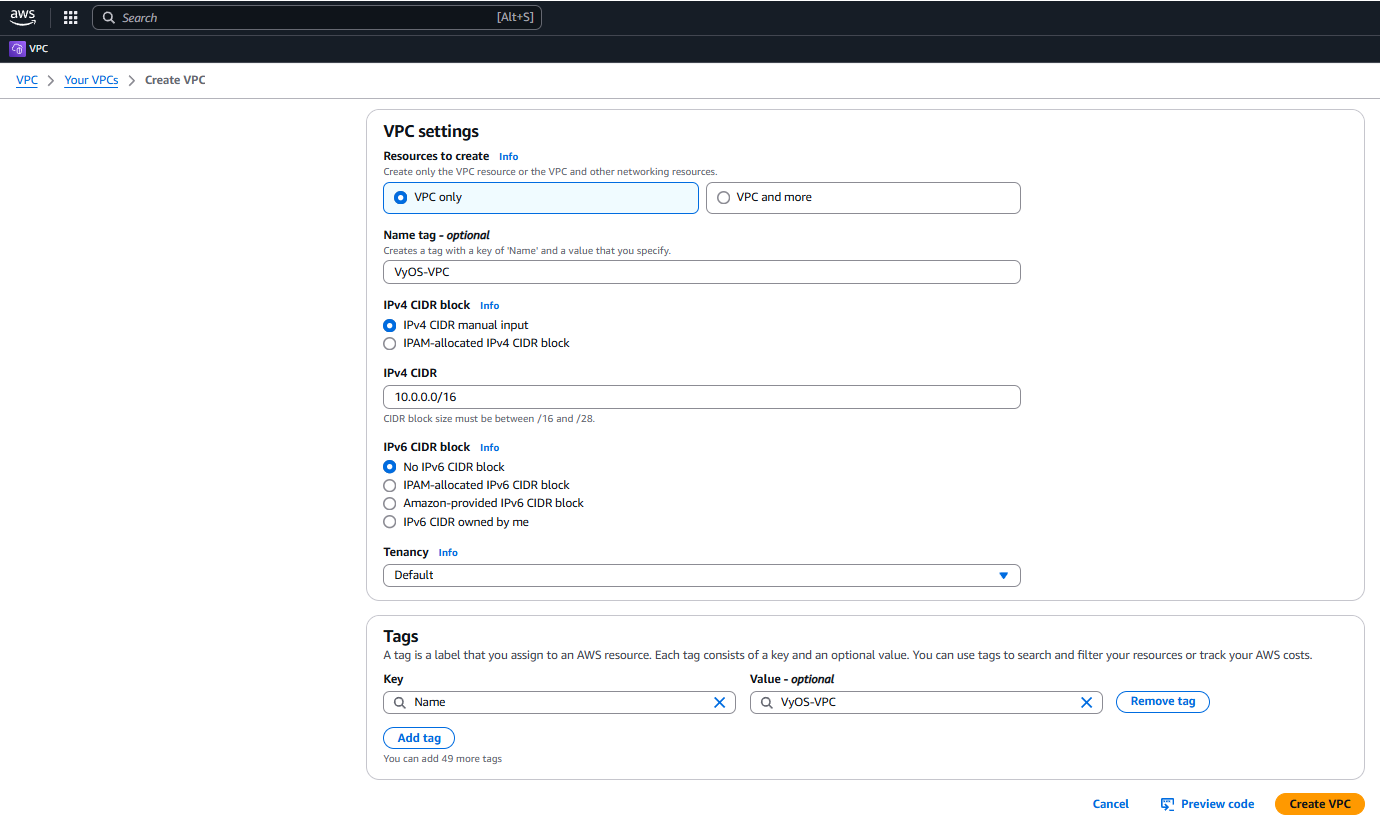 aws Search [Alt+S]
VPC
VPC > Your VPCs > Create VPC
VPC settings
Resources to create Info
Create only the VPC resource or the VPC and other networking resources.
VPC only VPC and more
Name tag - optional
Creates a tag with a key of 'Name' and a value that you specify.
VyOS-VPC
IPv4 CIDR block Info
IPv4 CIDR manual input
IPAM-allocated IPv4 CIDR block
IPv4 CIDR
10.0.0.0/16
CIDR block size must be between /16 and /28.
IPv6 CIDR block Info
No IPv6 CIDR block
IPAM-allocated IPv6 CIDR block
Amazon-provided IPv6 CIDR block
IPv6 CIDR owned by me
Tenancy Info
Default
Tags
A tag is a label that you assign to an AWS resource. Each tag consists of a key and an optional value. You can use tags to search and filter your resources or track your AWS costs.
Key Value - optional
Name VyOS-VPC Remove tag
Add tag
You can add 49 more tags
Cancel Preview code Create VPC